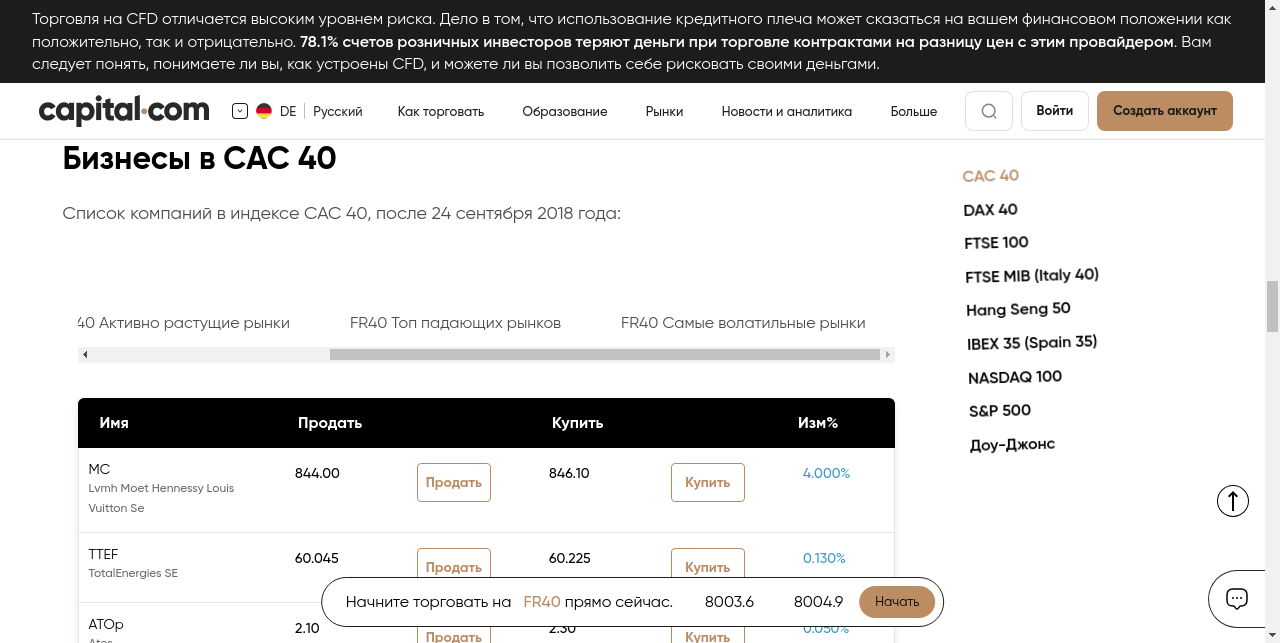 Торговля на CFD отличается высоким уровнем риска. Дело в том, что использование кредитного плеча может сказаться на вашем финансовом положении как
положительно, так и отрицательно. 78.1% счетов розничных инвесторов теряют деньги при торговле контрактами на разницу цен с этим провайдером. Вам
следует понять, понимаете ли вы, как устроены CFD, и можете ли вы позволить себе рисковать своими деньгами.
capital.com DE Русский Как торговать Образование Рынки Новости и аналитика Больше Войти Создать аккаунт
Бизнесы в CAC 40
Список компаний в индексе CAC 40, после 24 сентября 2018 года:
CAC 40
DAX 40
FTSE 100
FTSE MIB (Italy 40)
Hang Seng 50
IBEX 35 (Spain 35)
NASDAQ 100
S&P 500
Доу-Джонс
40 Активно растущие рынки FR40 Топ падающих рынков FR40 Самые волатильные рынки
Имя Продать Купить Изм%
MC 844.00 Продать 846.10 Купить 4.000%
Lvmh Moet Hennessy Louis
Vuitton Se
TTEF 60.045 Продать 60.225 Купить 0.130%
TotalEnergies SE
Начните торговать на FR40 прямо сейчас. 8003.6 8004.9 Начать
ATOp 2.10 Продать 2.30 Купить 0.050%
Atos